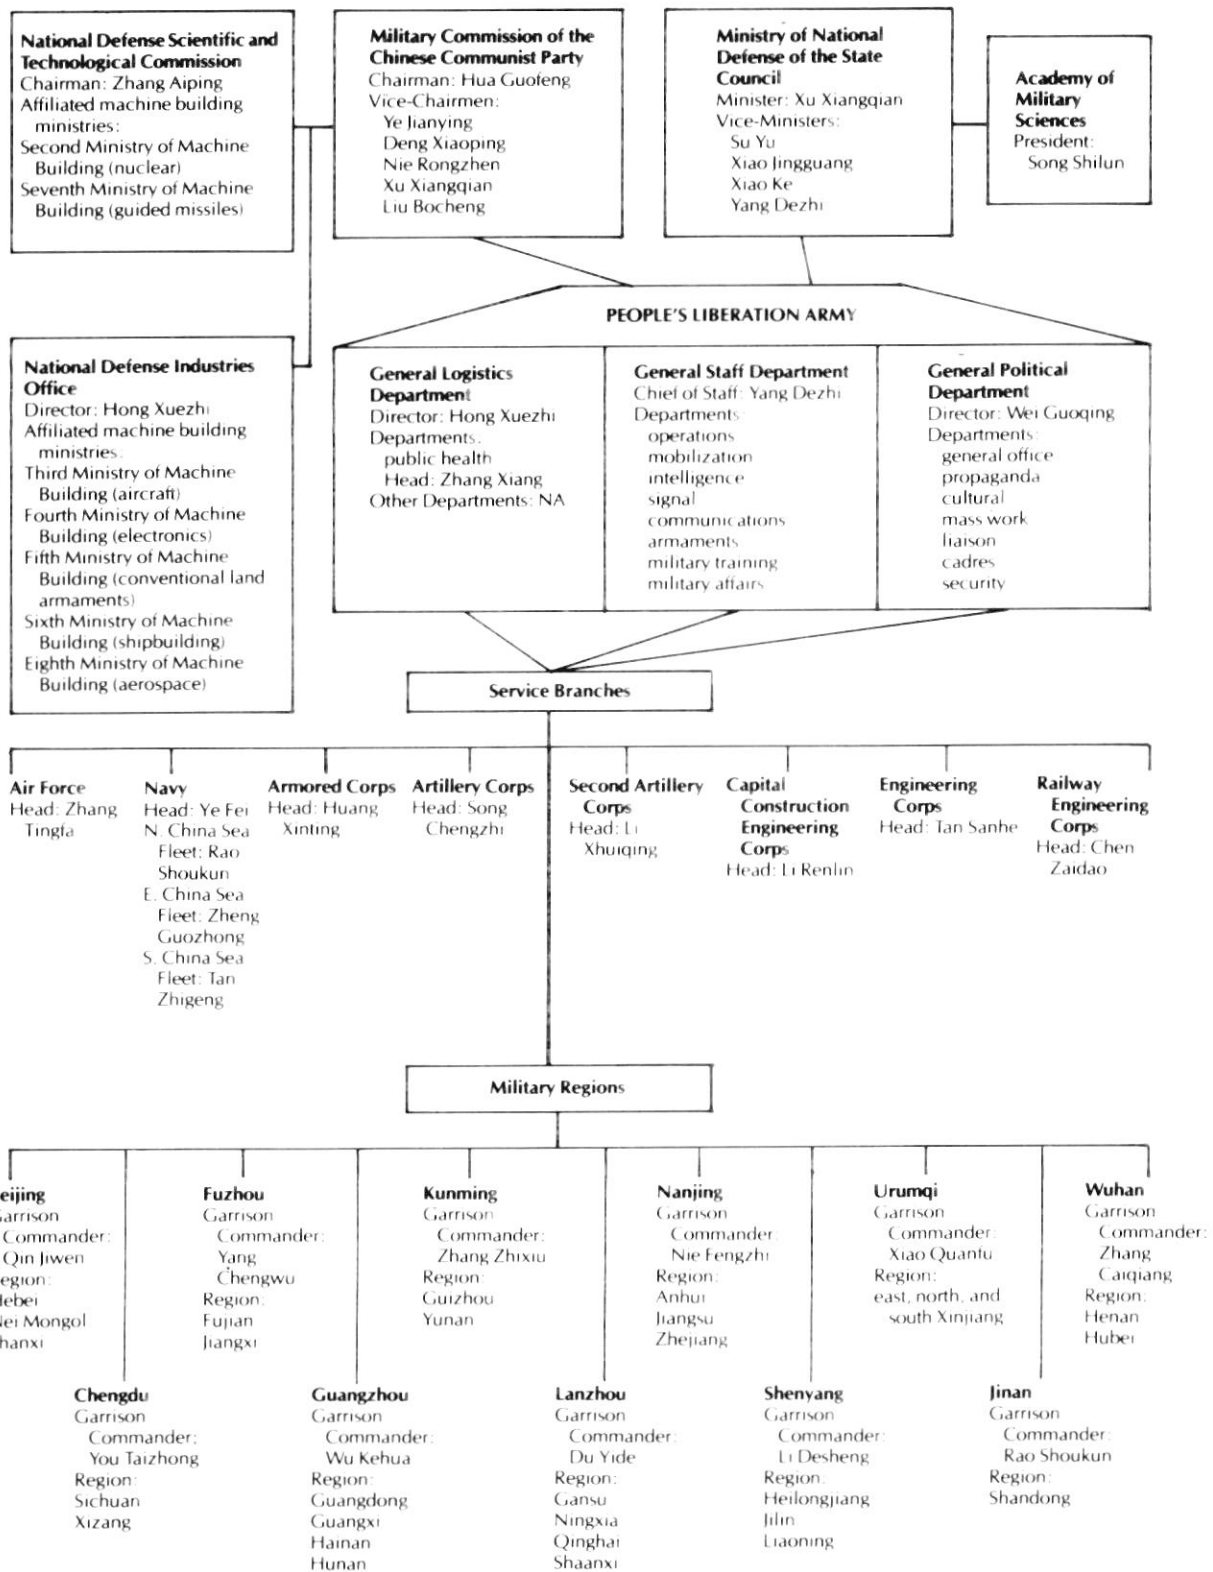 National Defense Scientific and
Technological Commission
Chairman: Zhang Aiping
Affiliated machine building
ministries:
Second Ministry of Machine
Building (nuclear)
Seventh Ministry of Machine
Building (guided missiles)
Military Commission of the
Chinese Communist Party
Chairman: Hua Guofeng
Vice-Chairmen:
Ye Jianying
Deng Xiaoping
Nie Rongzhen
Xu Xiangqian
Liu Bocheng
Ministry of National
Defense of the State
Council
Minister: Xu Xiangqian
Vice-Ministers:
Su Yu
Xiao Jingguang
Xiao Ke
Yang Dezhi
Academy of
Military
Sciences
President:
Song Shilun
PEOPLE'S LIBERATION ARMY
National Defense Industries
Office
Director: Hong Xuezhi
Affiliated machine building
ministries:
Third Ministry of Machine
Building (aircraft)
Fourth Ministry of Machine
Building (electronics)
Fifth Ministry of Machine
Building (conventional land
armaments)
Sixth Ministry of Machine
Building (shipbuilding)
Eighth Ministry of Machine
Building (aerospace)
General Logistics
Department
Director: Hong Xuezhi
Departments:
public health
Head: Zhang Xiang
Other Departments: NA
General Staff Department
Chief of Staff: Yang Dezhi
Departments:
operations
mobilization
intelligence
signal
communications
armaments
military training
military affairs
General Political
Department
Director: Wei Guoqing
Departments:
general office
propaganda
cultural
mass work
liaison
cadres
security
Service Branches
Air Force
Head: Zhang
Tingfa
Navy
Head: Ye Fei
N. China Sea
Fleet: Rao
Shoukun
E. China Sea
Fleet: Zheng
Guozhong
S. China Sea
Fleet: Tan
Zhigeng
Armored Corps
Head: Huang
Xinting
Artillery Corps
Head: Song
Chengzhi
Second Artillery
Corps
Head: Li
Xhuiqing
Capital
Construction
Engineering
Corps
Head: Li Renlin
Engineering
Corps
Head: Tan Sanhe
Railway
Engineering
Corps
Head: Chen
Zaidao
Military Regions
eijing
Garrison
Commander:
Qin Jiwen
egion:
Hebei
Nei Mongol
hanxi
Fuzhou
Garrison
Commander:
Yang
Chengwu
Region:
Fujian
Jiangxi
Kunming
Garrison
Commander:
Zhang Zhixiu
Region:
Guizhou
Yunan
Nanjing
Garrison
Commander:
Nie Fengzhi
Region:
Anhui
Jiangsu
Zhejiang
Urumqi
Garrison
Commander:
Xiao Quanfu
Region:
east, north, and
south Xinjiang
Wuhan
Garrison
Commander:
Zhang
Caiqiang
Region:
Henan
Hubei
Chengdu
Garrison
Commander:
You Taizhong
Region:
Sichuan
Xizang
Guangzhou
Garrison
Commander:
Wu Kehua
Region:
Guangdong
Guangxi
Hainan
Hunan
Lanzhou
Garrison
Commander:
Du Yide
Region:
Gansu
Ningxia
Qinghai
Shaanxi
Shenyang
Garrison
Commander:
Li Desheng
Region:
Heilongjiang
Jilin
Liaoning
Jinan
Garrison
Commander:
Rao Shoukun
Region:
Shandong